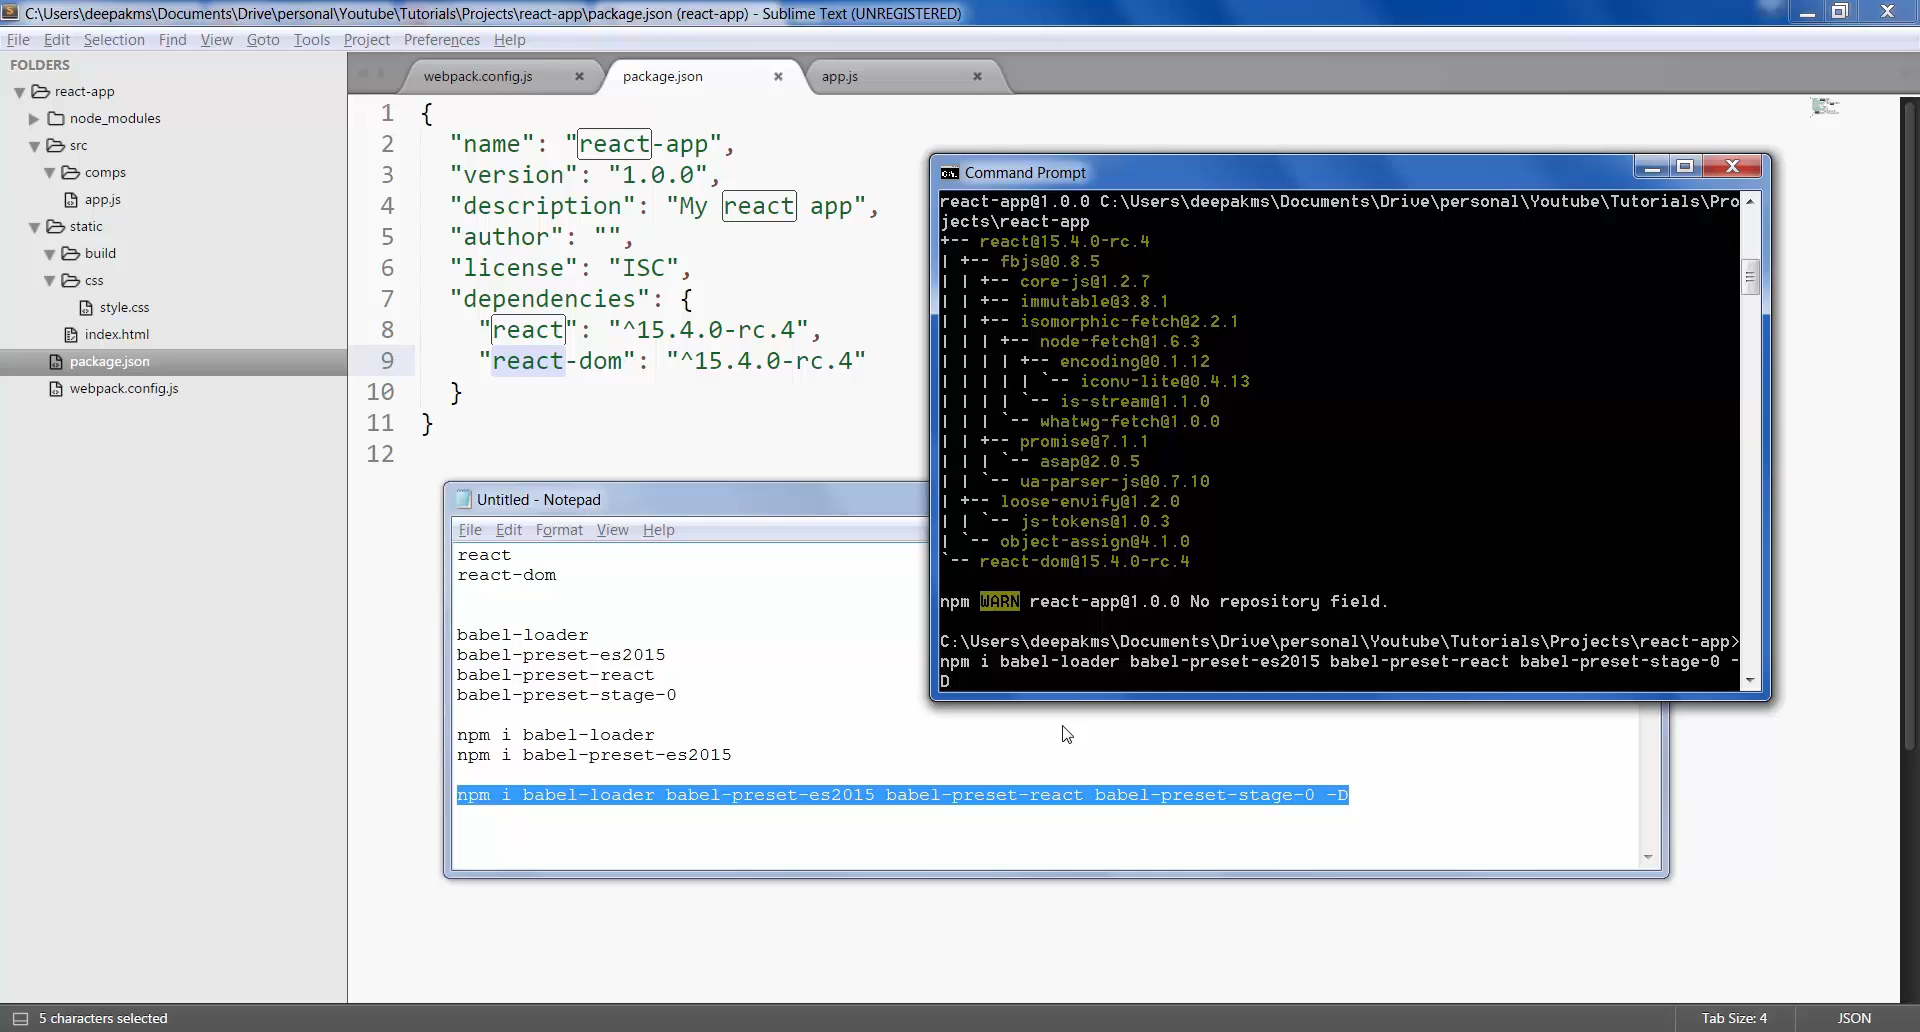 C:\Users\deepakms\Documents\Drive\personal\Youtube\Tutorials\Projects\react-app\package.json (react-app) - Sublime Text (UNREGISTERED)
File Edit Selection Find View Goto Tools Project Preferences Help
FOLDERS
react-app
node_modules
src
comps
app.js
static
build
css
style.css
index.html
package.json
webpack.config.js
webpack.config.js package.json app.js
1 {
2 "name": "react-app",
3 "version": "1.0.0",
4 "description": "My react app",
5 "author": "",
6 "license": "ISC",
7 "dependencies": {
8 "react": "^15.4.0-rc.4",
9 "react-dom": "^15.4.0-rc.4"
10 }
11 }
12
Command Prompt
react-app@1.0.0 C:\Users\deepakms\Documents\Drive\personal\Youtube\Tutorials\Pro
jects\react-app
+-- react@15.4.0-rc.4
| +-- fbjs@0.8.5
| | +-- core-js@1.2.7
| | +-- immutable@3.8.1
| | +-- isomorphic-fetch@2.2.1
| | | +-- node-fetch@1.6.3
| | | | +-- encoding@0.1.12
| | | | | `-- iconv-lite@0.4.13
| | | | `-- is-stream@1.1.0
| | | `-- whatwg-fetch@1.0.0
| | +-- promise@7.1.1
| | | `-- asap@2.0.5
| | `-- ua-parser-js@0.7.10
| +-- loose-envify@1.2.0
| | `-- js-tokens@1.0.3
| `-- object-assign@4.1.0
`-- react-dom@15.4.0-rc.4
npm WARN react-app@1.0.0 No repository field.
C:\Users\deepakms\Documents\Drive\personal\Youtube\Tutorials\Projects\react-app>
npm i babel-loader babel-preset-es2015 babel-preset-react babel-preset-stage-0 -
D
Untitled - Notepad
File Edit Format View Help
react
react-dom
babel-loader
babel-preset-es2015
babel-preset-react
babel-preset-stage-0
npm i babel-loader
npm i babel-preset-es2015
npm i babel-loader babel-preset-es2015 babel-preset-react babel-preset-stage-0 -D
5 characters selected
Tab Size: 4
JSON